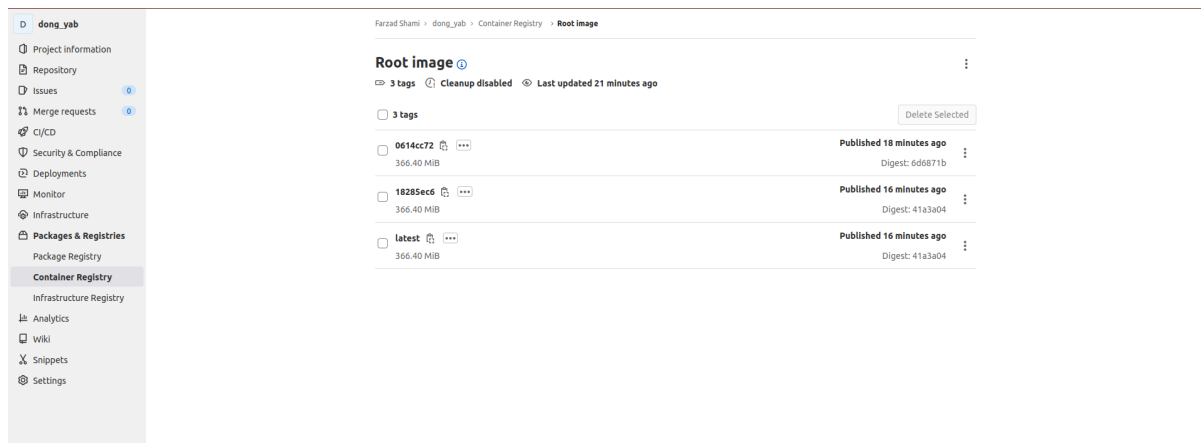 D dong_yab
Project information
Repository
Issues 0
Merge requests 0
CI/CD
Security & Compliance
Deployments
Monitor
Infrastructure
Packages & Registries
Package Registry
Container Registry
Infrastructure Registry
Analytics
Wiki
Snippets
Settings
Farzad Shami > dong_yab > Container Registry > Root image
Root image
3 tags Cleanup disabled Last updated 21 minutes ago
3 tags Delete Selected
0614cc72 Published 18 minutes ago
366.40 MiB Digest: 6d6871b
18285ec6 Published 16 minutes ago
366.40 MiB Digest: 41a3a04
latest Published 16 minutes ago
366.40 MiB Digest: 41a3a04